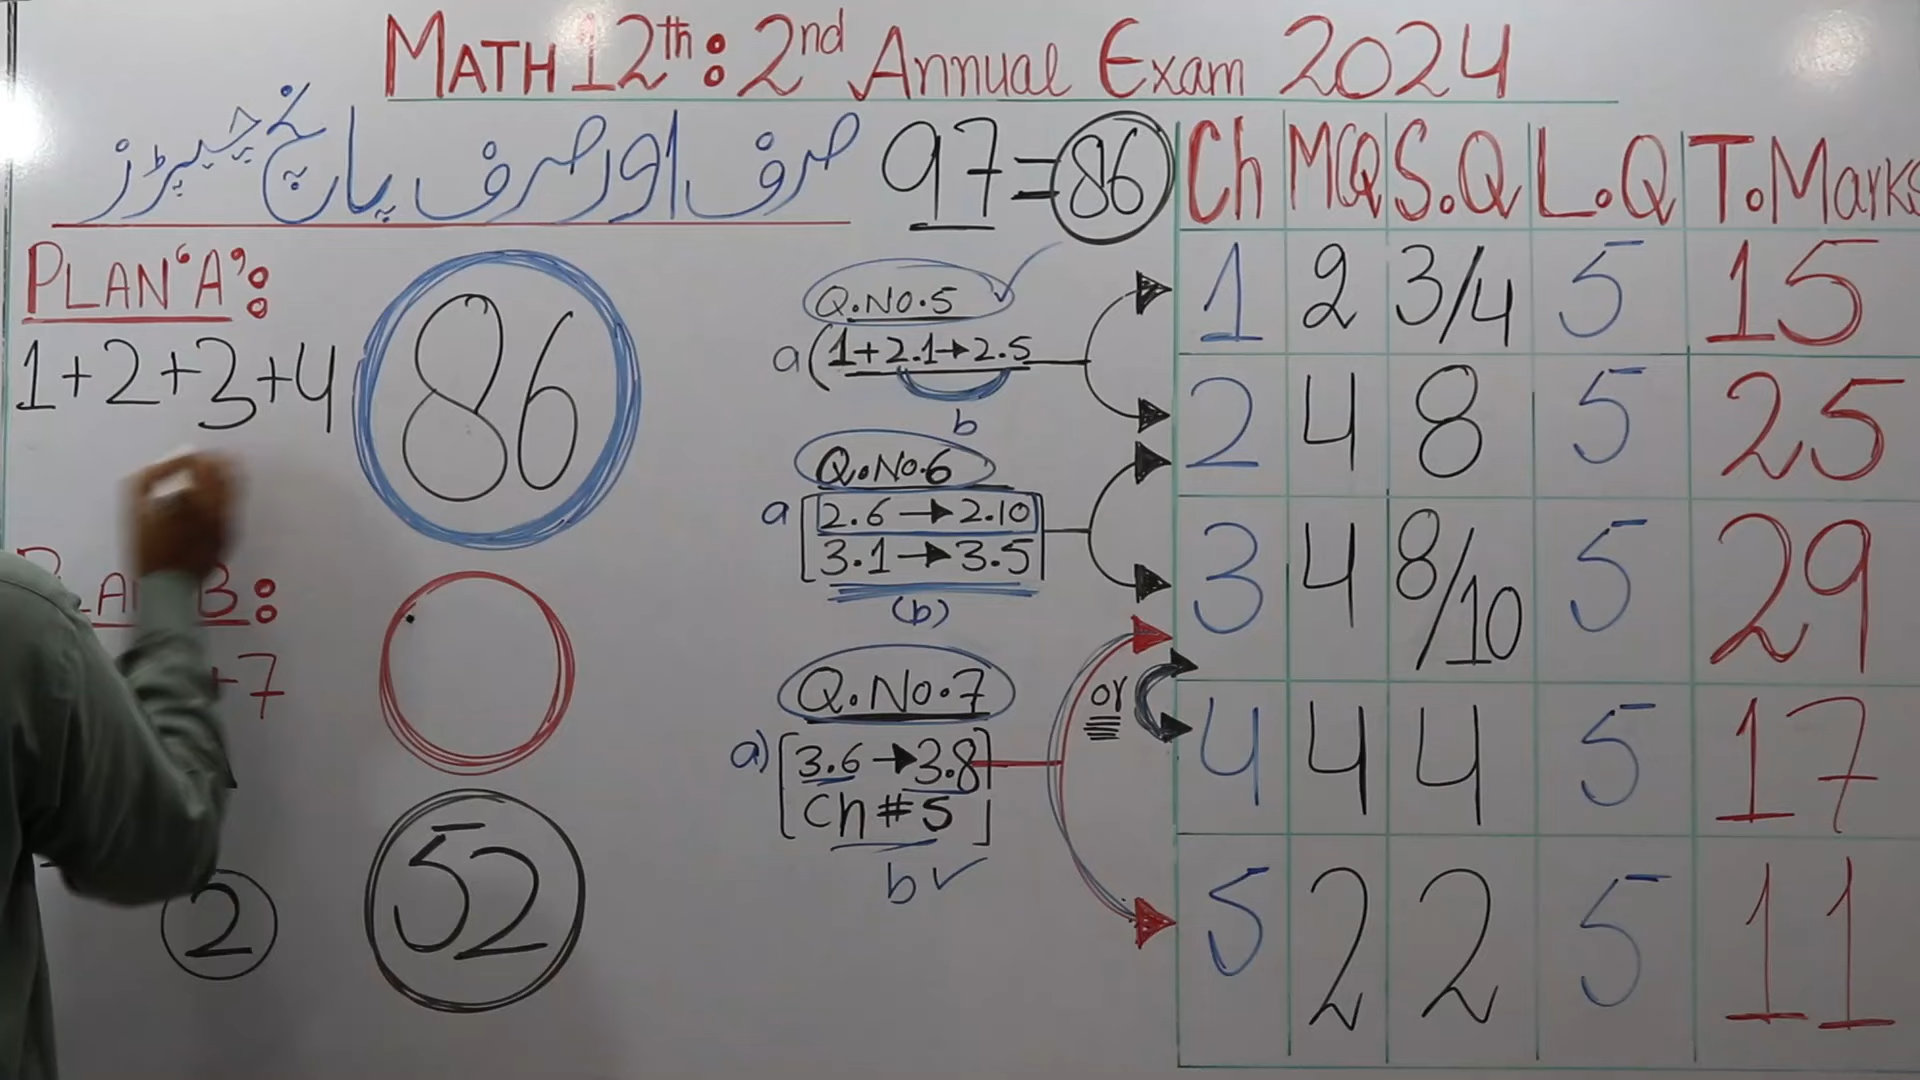 MATH 12th: 2nd Annual Exam 2024
صرف اور صرف پانچ چیپٹرز
97=86
PLAN 'A':
1+2+3+4
86
B:
+7
2
52
Q.No.5
a(1+2.1→2.5
b
Q.No.6
a [2.6→2.10
3.1→3.5]
(b)
Q.No.7
a) [3.6→3.8
Ch#5]
b✓
or
Ch MCQ S.Q L.Q T.Marks
1 2 3/4 5 15
2 4 8 5 25
3 4 8/10 5 29
4 4 4 5 17
5 2 2 5 11